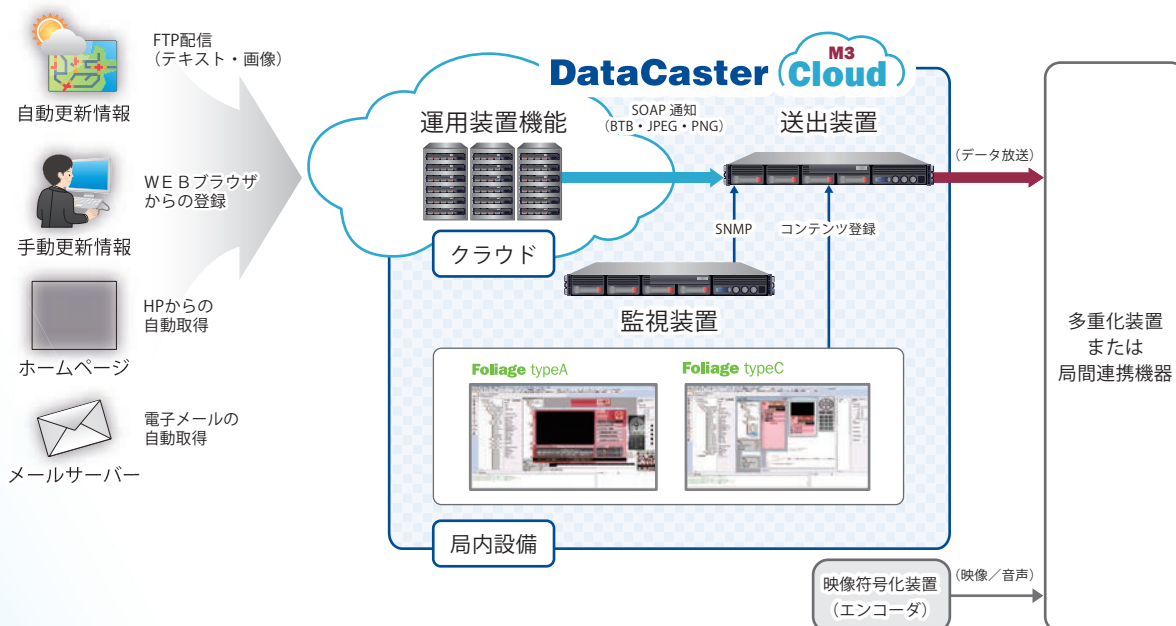 自動更新情報
FTP配信
（テキスト・画像）
手動更新情報
ＷＥＢブラウザ
からの登録
ホームページ
HPからの
自動取得
メールサーバー
電子メールの
自動取得
DataCaster
M3
Cloud
運用装置機能
クラウド
SOAP 通知
（BTB・JPEG・PNG）
送出装置
（データ放送）
SNMP
コンテンツ登録
監視装置
Foliage typeA
Foliage typeC
局内設備
映像符号化装置
（エンコーダ）
（映像／音声）
多重化装置
または
局間連携機器